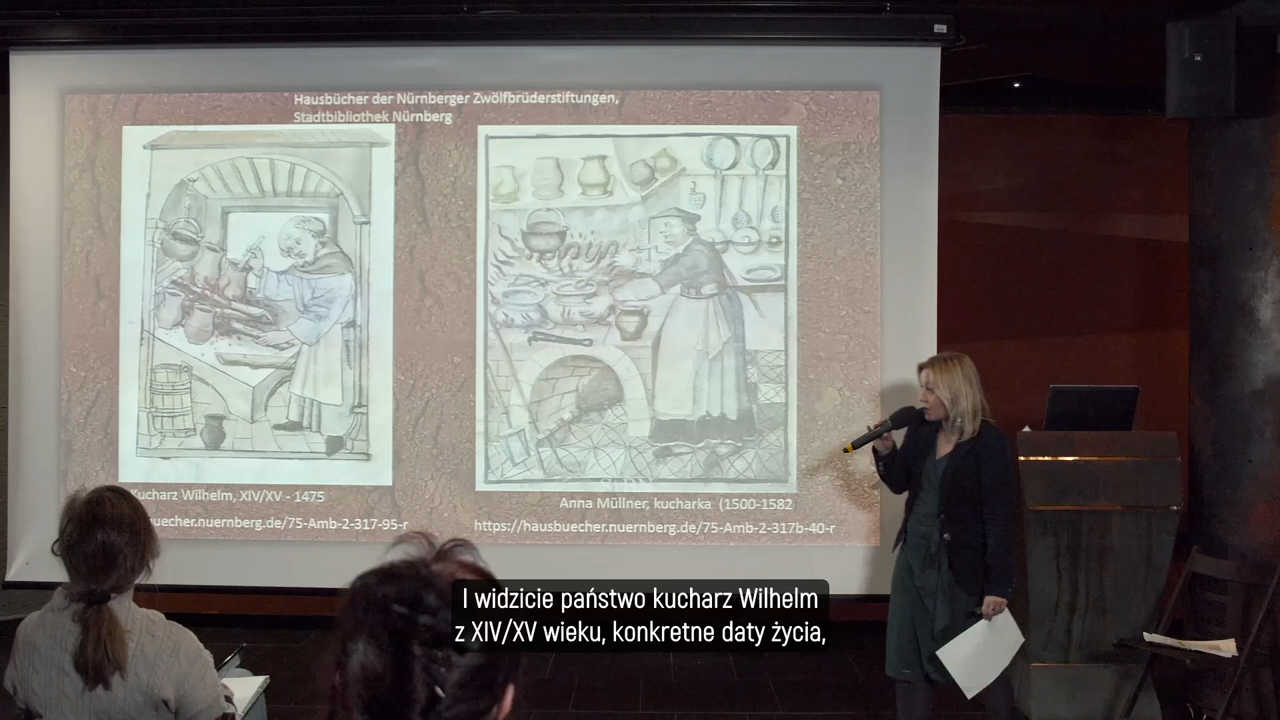 Hausbücher der Nürnberger Zwölfbrüderstiftungen,
Stadtbibliothek Nürnberg
Kucharz Wilhelm, XIV/XV - 1475
Anna Müllner, kucharka (1500-1582
buecher.nuernberg.de/75-Amb-2-317-95-r
https://hausbuecher.nuernberg.de/75-Amb-2-317b-40-r
I widzicie państwo kucharz Wilhelm
z XIV/XV wieku, konkretne daty życia,